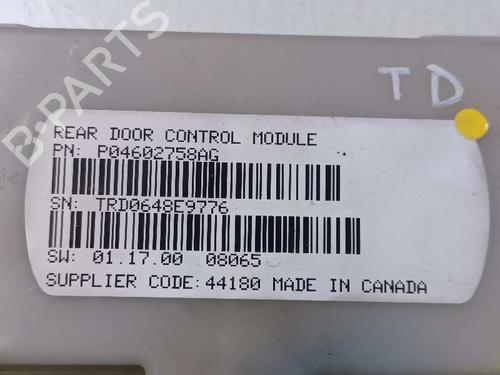 TD
REAR DOOR CONTROL MODULE
PN: P04602758AG
SN: TRD0648E9776
SW: 01.17.00 08065
SUPPLIER CODE: 44180 MADE IN CANADA
B-PARTS